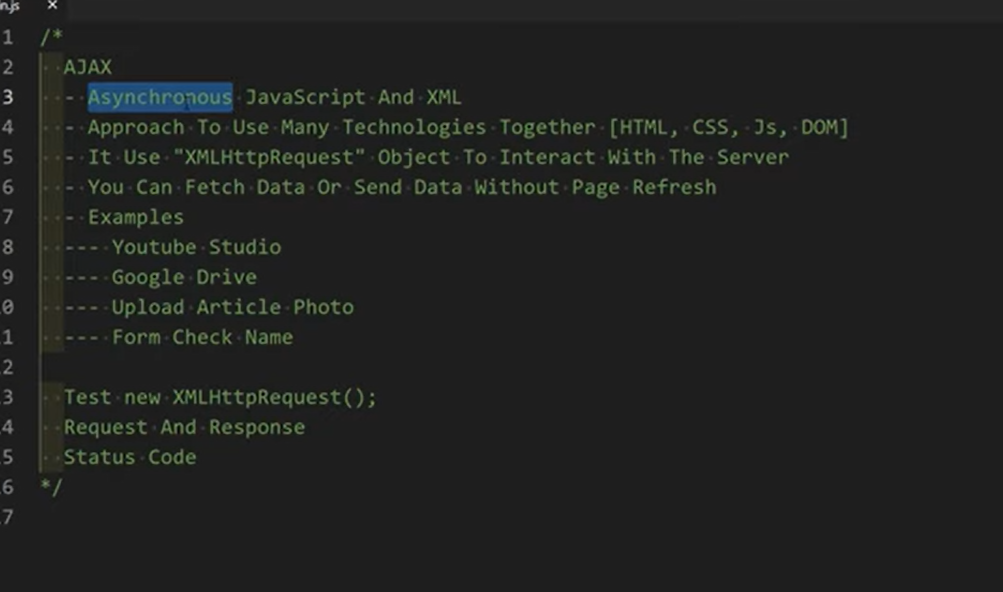 n.js ×
1 /*
2 AJAX
3 - Asynchronous JavaScript And XML
4 - Approach To Use Many Technologies Together [HTML, CSS, Js, DOM]
5 - It Use "XMLHttpRequest" Object To Interact With The Server
6 - You Can Fetch Data Or Send Data Without Page Refresh
7 - Examples
8 --- Youtube Studio
9 --- Google Drive
0 --- Upload Article Photo
1 --- Form Check Name
2
3 Test new XMLHttpRequest();
4 Request And Response
5 Status Code
6 */
7